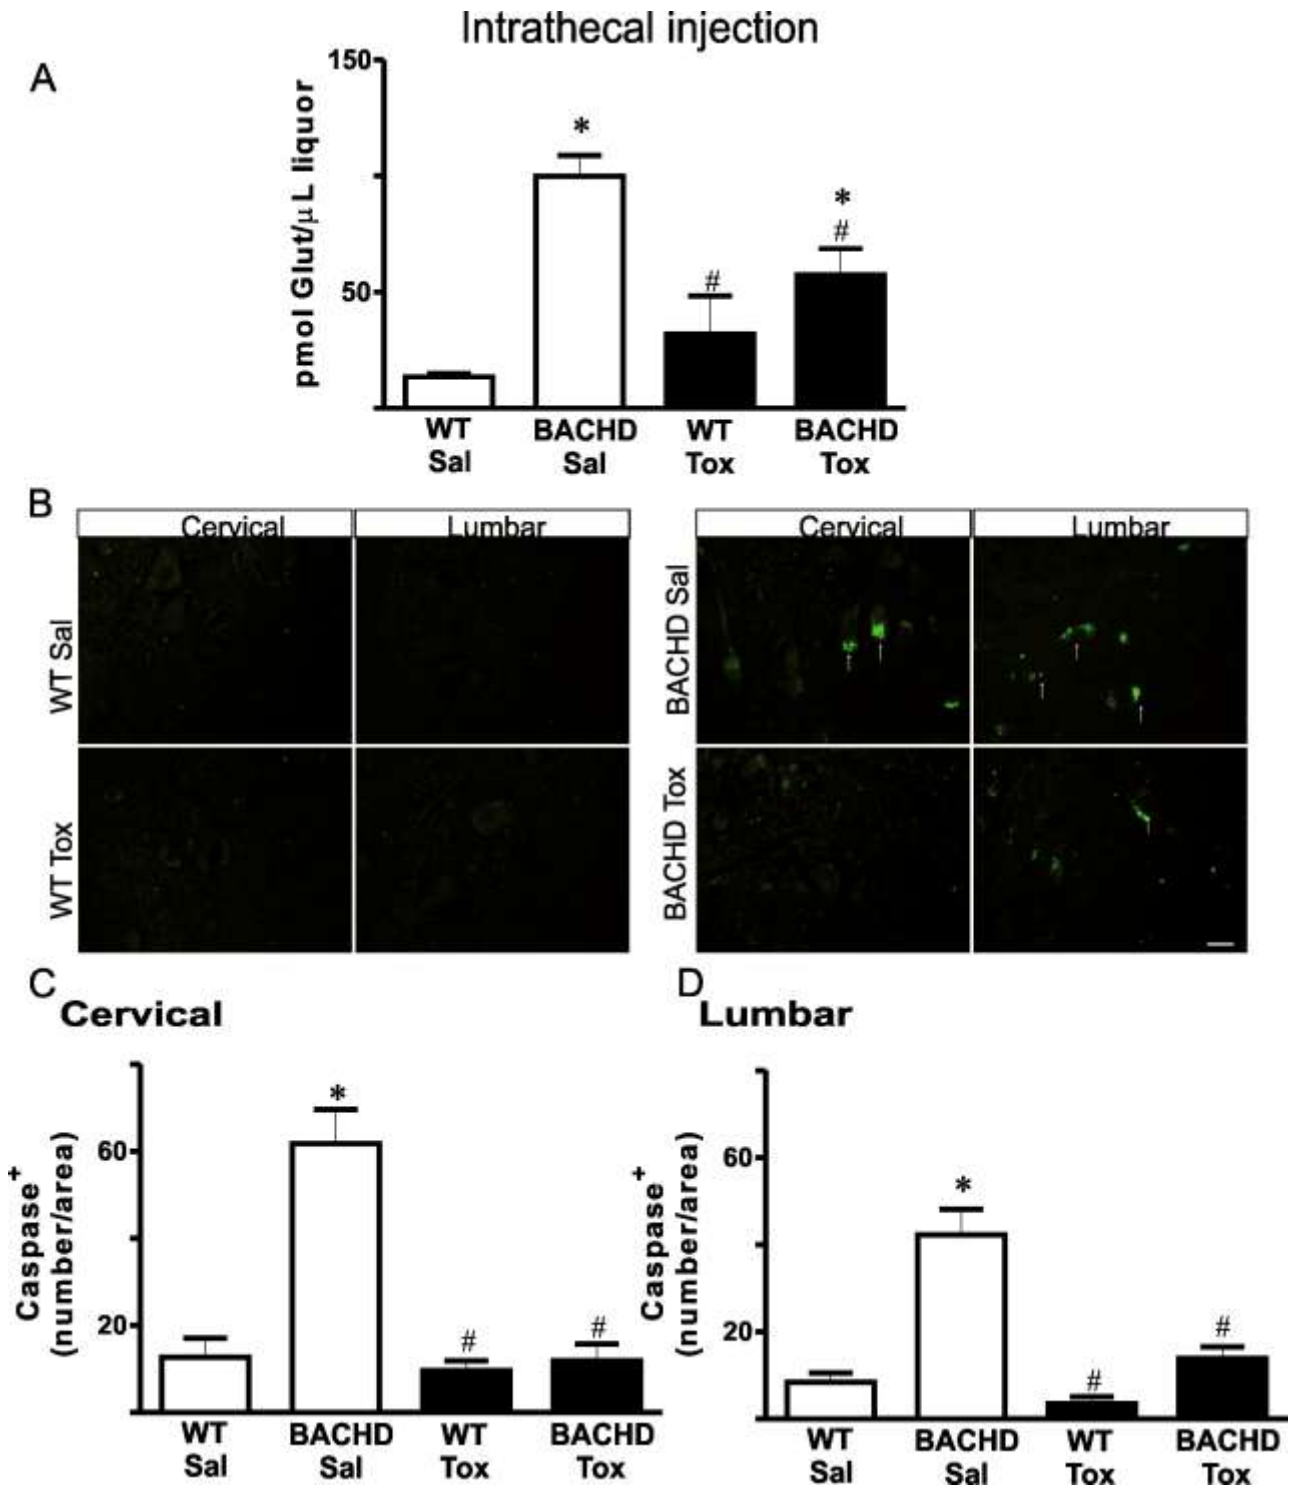 Intrathecal injection
A
pmol Glut/µL liquor
150
50
*
#
*
#
WT
Sal
BACHD
Sal
WT
Tox
BACHD
Tox
B
Cervical
Lumbar
Cervical
Lumbar
WT Sal
WT Tox
BACHD Sal
BACHD Tox
C
Cervical
Caspase+
(number/area)
60
20
*
#
#
WT
Sal
BACHD
Sal
WT
Tox
BACHD
Tox
D
Lumbar
Caspase+
(number/area)
60
20
*
#
#
WT
Sal
BACHD
Sal
WT
Tox
BACHD
Tox